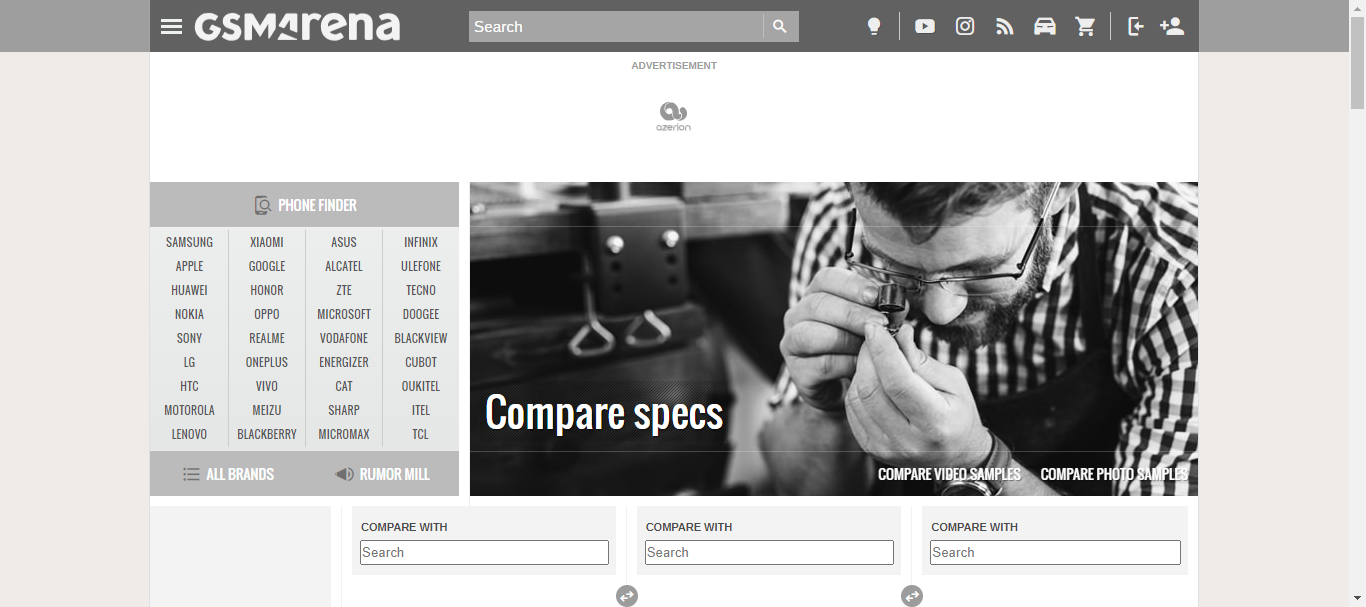 GSMArena
Search
ADVERTISEMENT
azerion
PHONE FINDER
SAMSUNG XIAOMI ASUS INFINIX
APPLE GOOGLE ALCATEL ULEFONE
HUAWEI HONOR ZTE TECNO
NOKIA OPPO MICROSOFT DOOGEE
SONY REALME VODAFONE BLACKVIEW
LG ONEPLUS ENERGIZER CUBOT
HTC VIVO CAT OUKITEL
MOTOROLA MEIZU SHARP ITEL
LENOVO BLACKBERRY MICROMAX TCL
ALL BRANDS RUMOR MILL
Compare specs
COMPARE VIDEO SAMPLES COMPARE PHOTO SAMPLES
COMPARE WITH COMPARE WITH COMPARE WITH
Search Search Search